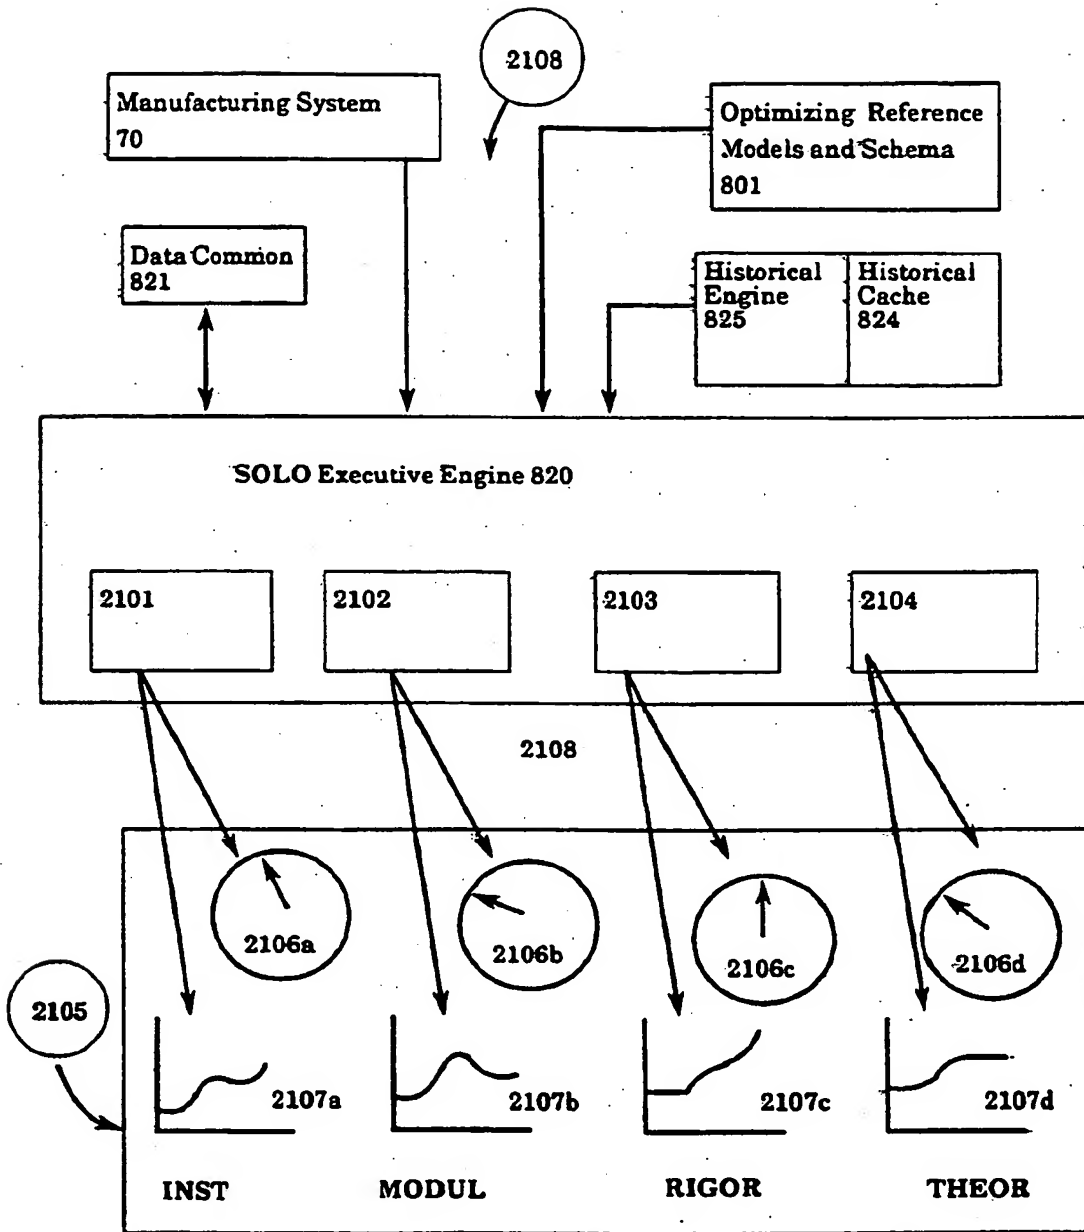 2108
Manufacturing System
70
Optimizing Reference
Models and Schema
801
Data Common
821
Historical
Engine
825
Historical
Cache
824
SOLO Executive Engine 820
2101
2102
2103
2104
2108
2106a
2106b
2106c
2106d
2105
2107a
2107b
2107c
2107d
INST
MODUL
RIGOR
THEOR